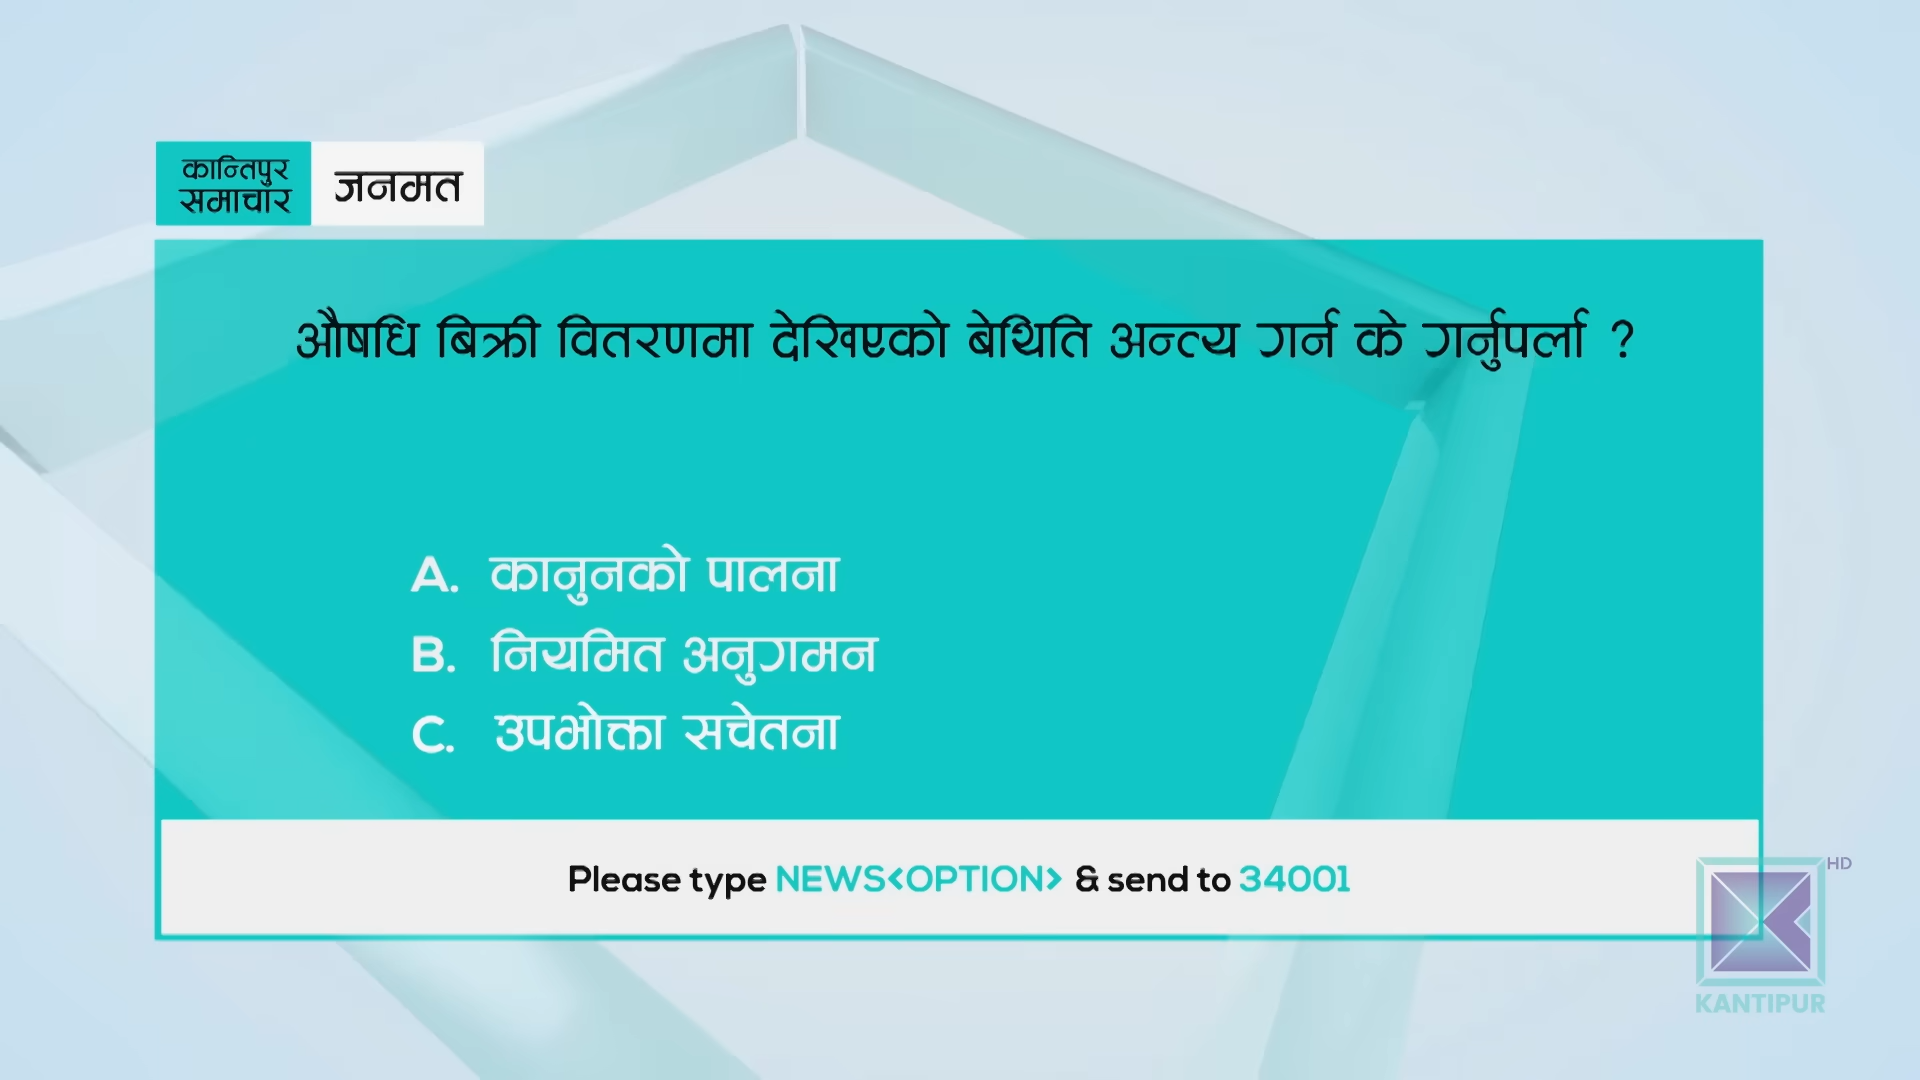 कान्तिपुर
समाचार
जनमत
औषधि बिक्री वितरणमा देखिएको बेथिति अन्त्य गर्न के गर्नुपर्ला ?
A. कानुनको पालना
B. नियमित अनुगमन
C. उपभोक्ता सचेतना
Please type NEWS<OPTION> & send to 34001
HD
KANTIPUR